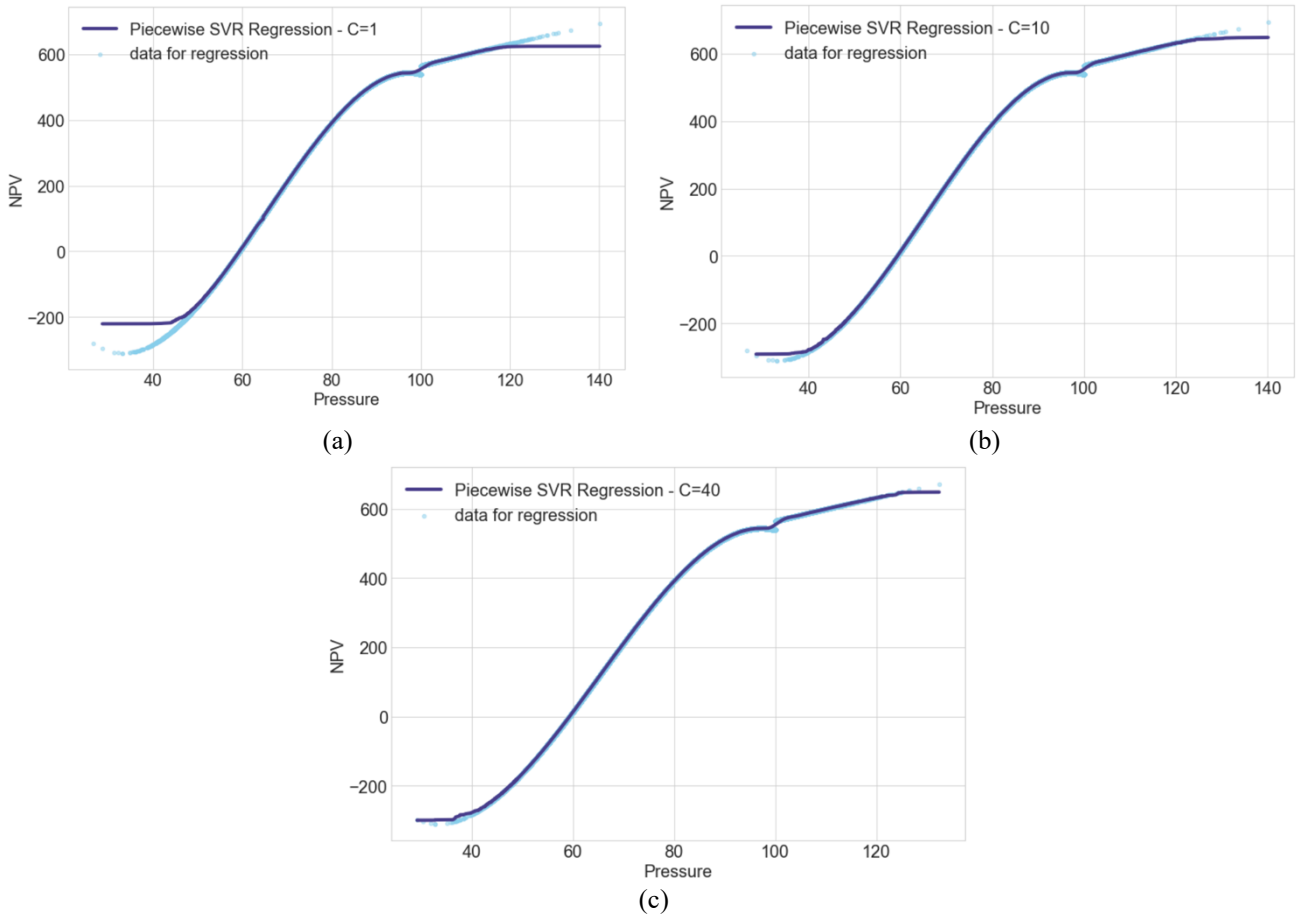 Piecewise SVR Regression - C=1
data for regression
600
400
200
0
−200
NPV
40 60 80 100 120 140
Pressure
(a)
Piecewise SVR Regression - C=10
data for regression
600
400
200
0
−200
NPV
40 60 80 100 120 140
Pressure
(b)
Piecewise SVR Regression - C=40
data for regression
600
400
200
0
−200
NPV
40 60 80 100 120
Pressure
(c)